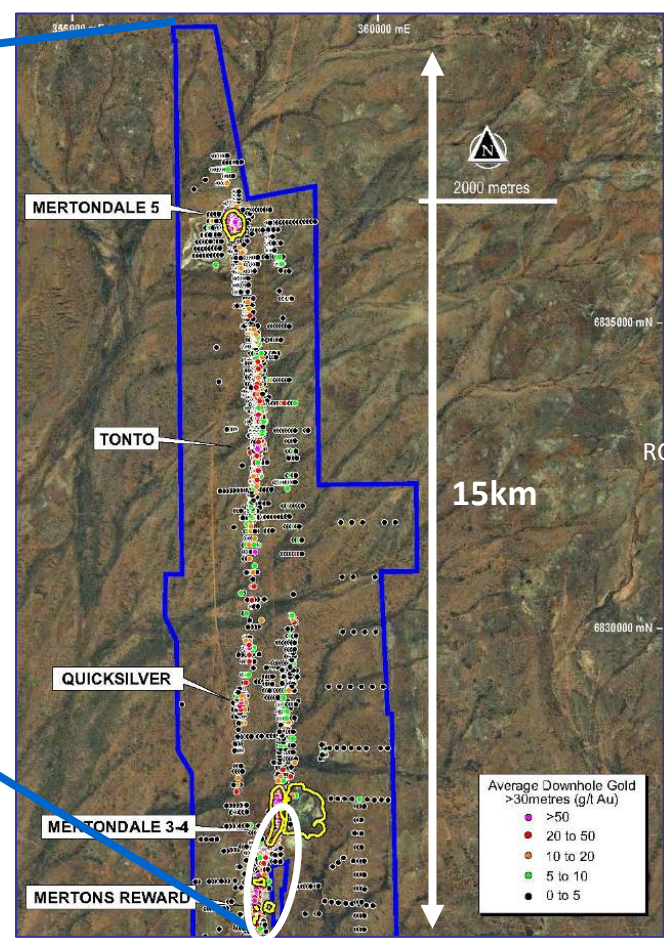 355000 mE
360000 mE
N
2000 metres
MERTONDALE 5
6835000 mN
TONTO
RC
15km
6830000 mN
QUICKSILVER
Average Downhole Gold
>30metres (g/t Au)
>50
20 to 50
10 to 20
5 to 10
0 to 5
MERTONDALE 3-4
MERTONS REWARD